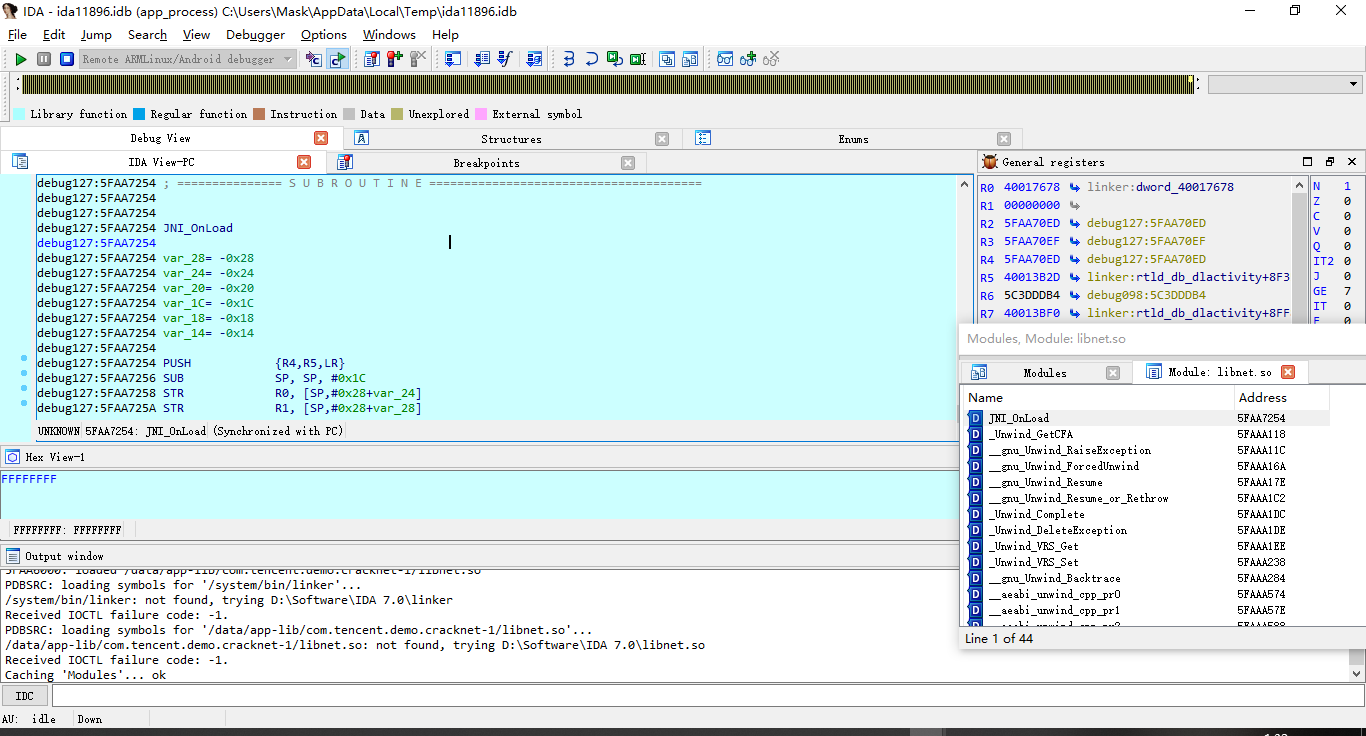 IDA - ida11896.idb (app_process) C:\Users\Mask\AppData\Local\Temp\ida11896.idb
File Edit Jump Search View Debugger Options Windows Help
Remote ARMLinux/Android debugger
Library function Regular function Instruction Data Unexplored External symbol
Debug View Structures Enums
IDA View-PC Breakpoints
debug127:5FAA7254 ; =============== S U B R O U T I N E =======================================
debug127:5FAA7254
debug127:5FAA7254
debug127:5FAA7254 JNI_OnLoad
debug127:5FAA7254
debug127:5FAA7254 var_28= -0x28
debug127:5FAA7254 var_24= -0x24
debug127:5FAA7254 var_20= -0x20
debug127:5FAA7254 var_1C= -0x1C
debug127:5FAA7254 var_18= -0x18
debug127:5FAA7254 var_14= -0x14
debug127:5FAA7254
debug127:5FAA7254 PUSH {R4,R5,LR}
debug127:5FAA7256 SUB SP, SP, #0x1C
debug127:5FAA7258 STR R0, [SP,#0x28+var_24]
debug127:5FAA725A STR R1, [SP,#0x28+var_28]
UNKNOWN 5FAA7254: JNI_OnLoad (Synchronized with PC)
General registers
R0 40017678 linker:dword_40017678
R1 00000000
R2 5FAA70ED debug127:5FAA70ED
R3 5FAA70EF debug127:5FAA70EF
R4 5FAA70ED debug127:5FAA70ED
R5 40013B2D linker:rtld_db_dlactivity+8F3
R6 5C3DDDB4 debug098:5C3DDDB4
R7 40013BF0 linker:rtld_db_dlactivity+8FF
N 1
Z 0
C 0
V 0
Q 0
IT2 0
J 0
GE 7
IT 0
Modules, Module: libnet.so
Modules Module: libnet.so
Name Address
JNI_OnLoad 5FAA7254
_Unwind_GetCFA 5FAAA118
__gnu_Unwind_RaiseException 5FAAA11C
__gnu_Unwind_ForcedUnwind 5FAAA16A
__gnu_Unwind_Resume 5FAAA17E
__gnu_Unwind_Resume_or_Rethrow 5FAAA1C2
_Unwind_Complete 5FAAA1DC
_Unwind_DeleteException 5FAAA1DE
_Unwind_VRS_Get 5FAAA1EE
_Unwind_VRS_Set 5FAAA238
__gnu_Unwind_Backtrace 5FAAA284
__aeabi_unwind_cpp_pr0 5FAAA574
__aeabi_unwind_cpp_pr1 5FAAA57E
Line 1 of 44
Hex View-1
FFFFFFFF
FFFFFFFF: FFFFFFFF
Output window
5FAA6000: loaded /data/app-lib/com.tencent.demo.cracknet-1/libnet.so
PDBSRC: loading symbols for '/system/bin/linker'...
/system/bin/linker: not found, trying D:\Software\IDA 7.0\linker
Received IOCTL failure code: -1.
PDBSRC: loading symbols for '/data/app-lib/com.tencent.demo.cracknet-1/libnet.so'...
/data/app-lib/com.tencent.demo.cracknet-1/libnet.so: not found, trying D:\Software\IDA 7.0\libnet.so
Received IOCTL failure code: -1.
Caching 'Modules'... ok
IDC
AU: idle Down